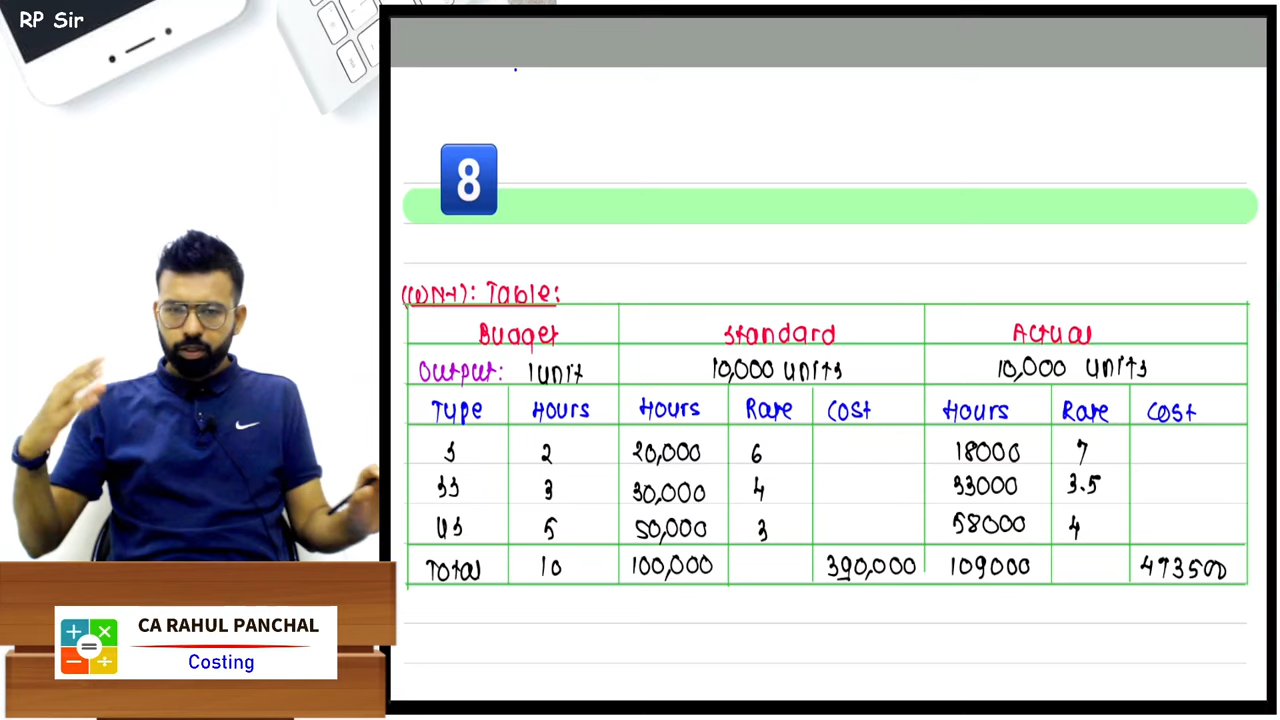 RP Sir
8
(WN-1): Table:
Budget Standard Actual
Output: 1 unit 10,000 units 10,000 units
Type Hours Hours Rate Cost Hours Rate Cost
S 2 20,000 6 18000 7
SS 3 30,000 4 33000 3.5
US 5 50,000 3 58000 4
Total 10 100,000 390,000 109000 473500
CA RAHUL PANCHAL
Costing